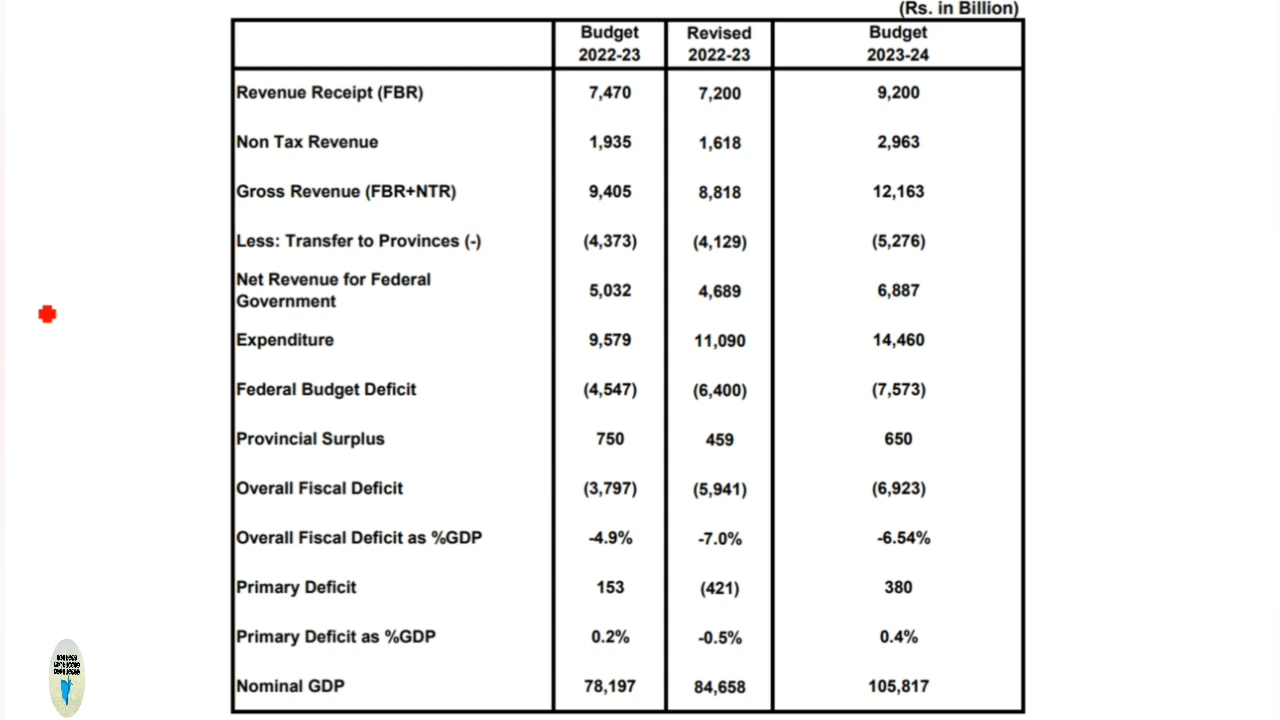 (Rs. in Billion)
Budget 2022-23 Revised 2022-23 Budget 2023-24
Revenue Receipt (FBR) 7,470 7,200 9,200
Non Tax Revenue 1,935 1,618 2,963
Gross Revenue (FBR+NTR) 9,405 8,818 12,163
Less: Transfer to Provinces (-) (4,373) (4,129) (5,276)
Net Revenue for Federal
Government 5,032 4,689 6,887
Expenditure 9,579 11,090 14,460
Federal Budget Deficit (4,547) (6,400) (7,573)
Provincial Surplus 750 459 650
Overall Fiscal Deficit (3,797) (5,941) (6,923)
Overall Fiscal Deficit as %GDP -4.9% -7.0% -6.54%
Primary Deficit 153 (421) 380
Primary Deficit as %GDP 0.2% -0.5% 0.4%
Nominal GDP 78,197 84,658 105,817